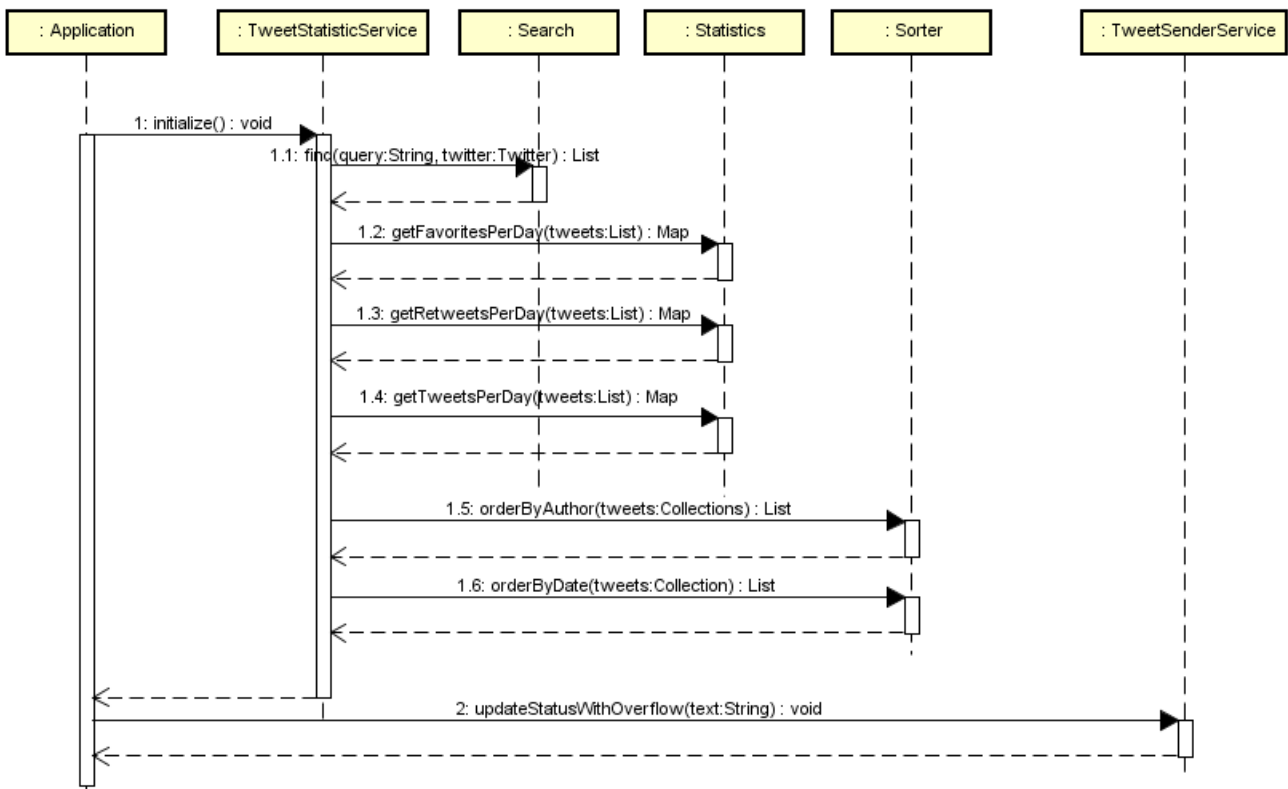 : Application
: TweetStatisticService
: Search
: Statistics
: Sorter
: TweetSenderService
1: initialize() : void
1.1: find(query:String, twitter:Twitter) : List
1.2: getFavoritesPerDay(tweets:List) : Map
1.3: getRetweetsPerDay(tweets:List) : Map
1.4: getTweetsPerDay(tweets:List) : Map
1.5: orderByAuthor(tweets:Collections) : List
1.6: orderByDate(tweets:Collection) : List
2: updateStatusWithOverflow(text:String) : void